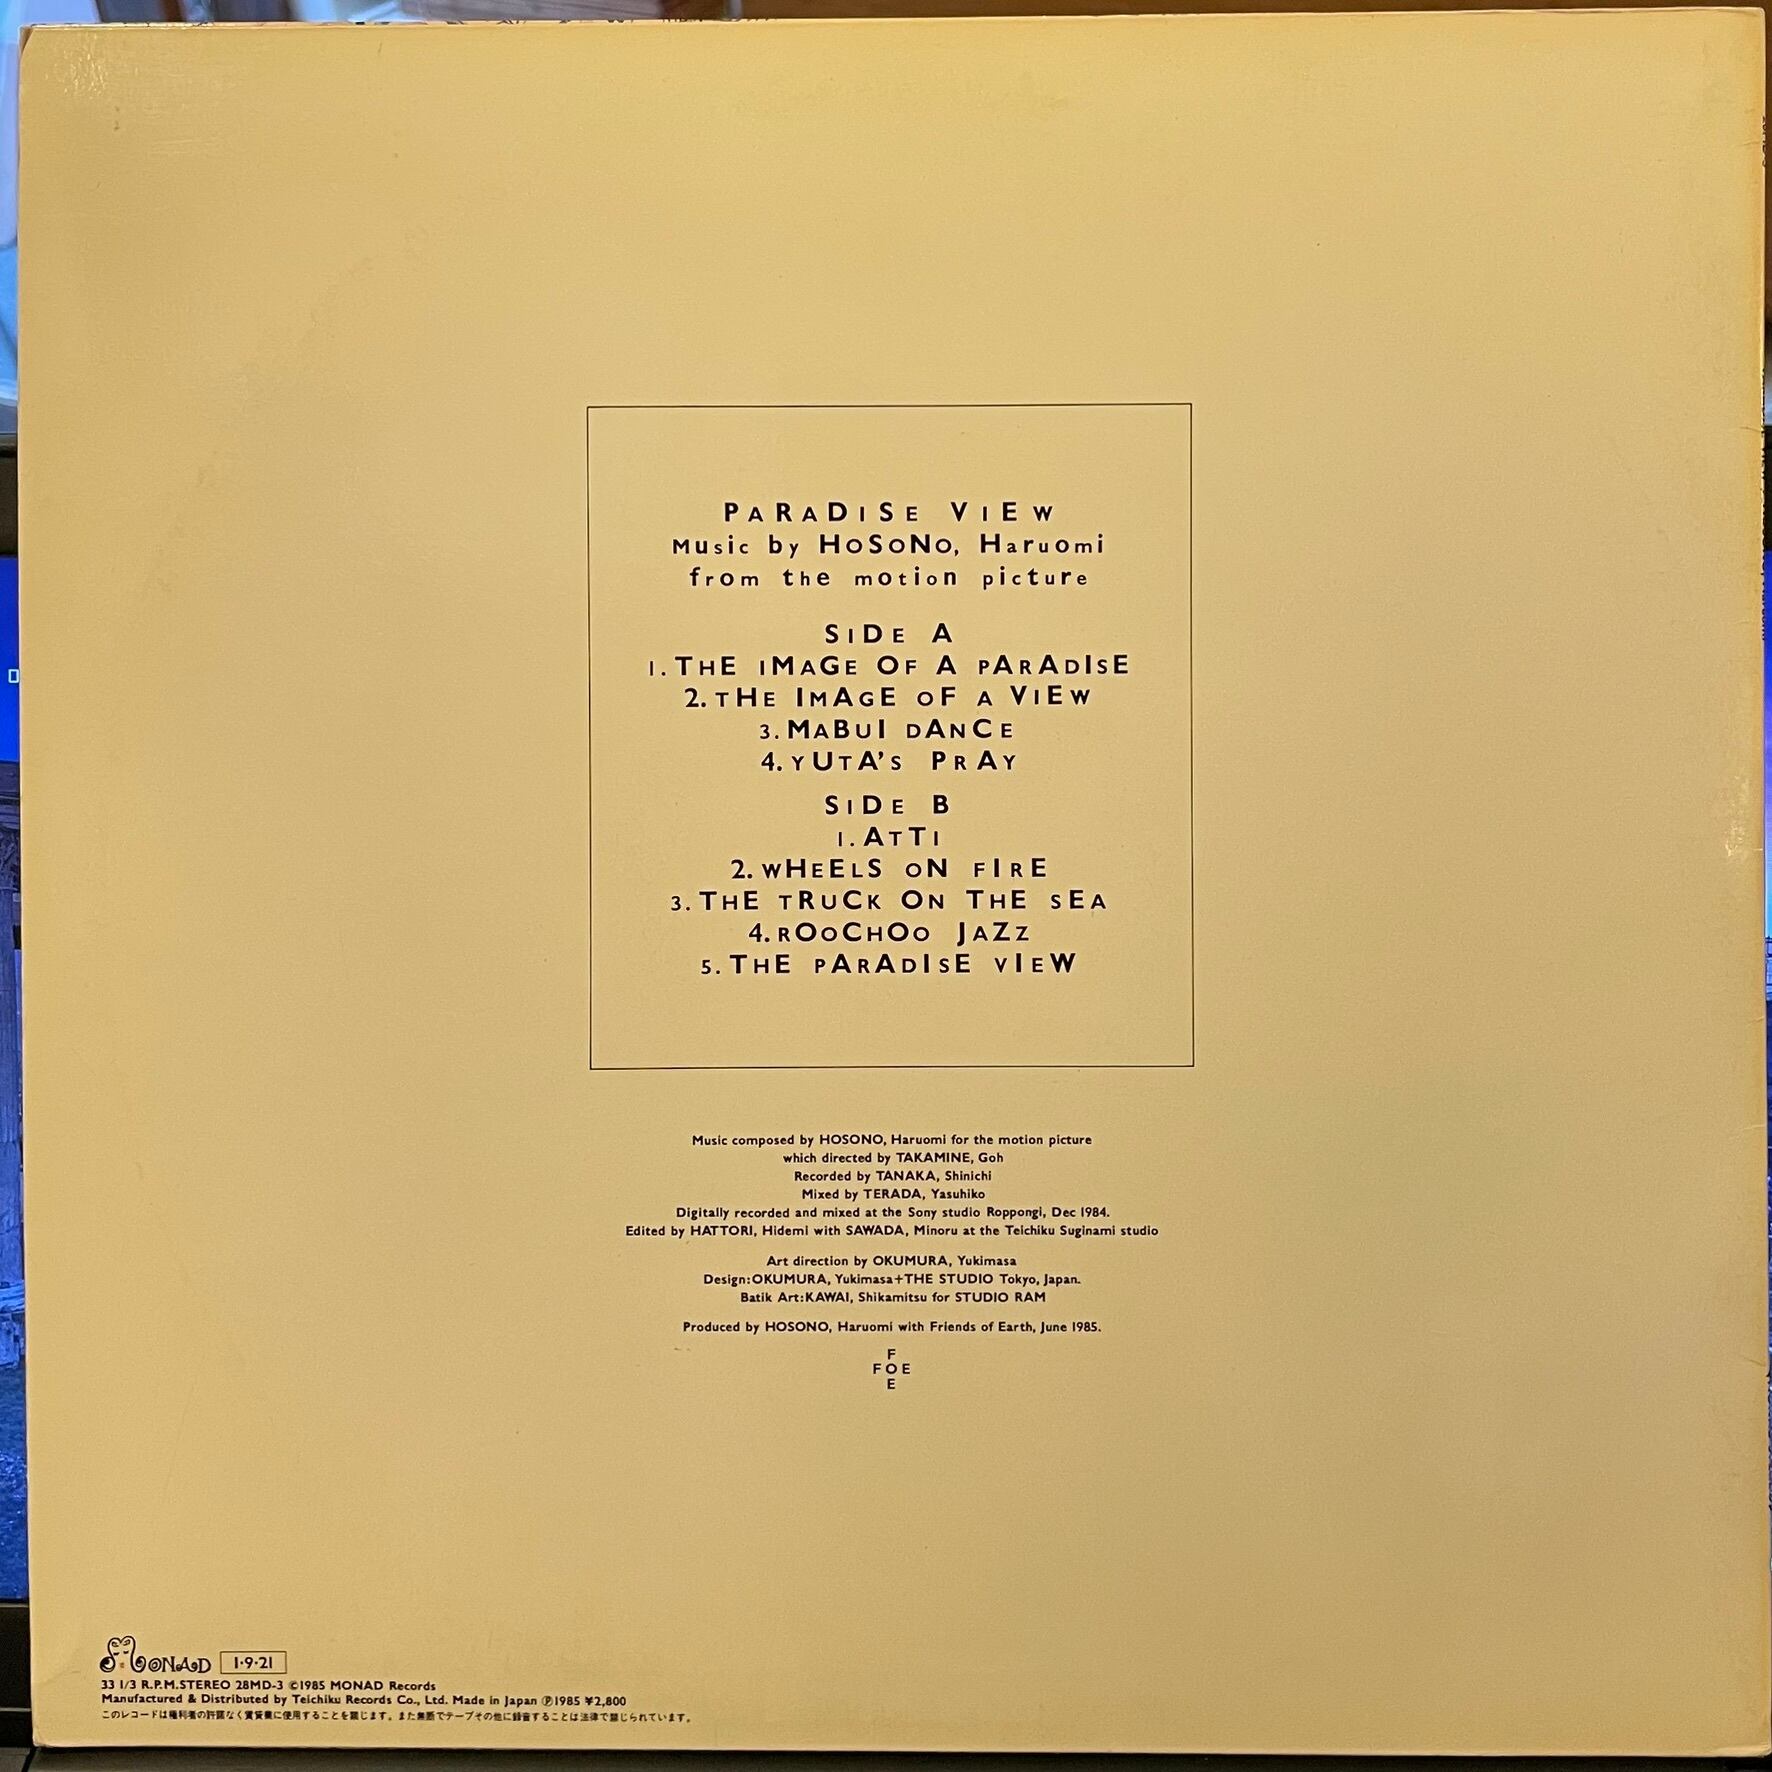 PARADISE VIEW
Music by HOSONO, Haruomi
from the motion picture
SIDE A
1. THE IMAGE OF A PARADISE
2. THE IMAGE OF A VIEW
3. MABUI DANCE
4. YUTA'S PRAY
SIDE B
1. ATTI
2. WHEELS ON FIRE
3. THE TRUCK ON THE SEA
4. ROOCHOO JAZZ
5. THE PARADISE VIEW
Music composed by HOSONO, Haruomi for the motion picture
which directed by TAKAMINE, Goh
Recorded by TANAKA, Shinichi
Mixed by TERADA, Yasuhiko
Digitally recorded and mixed at the Sony studio Roppongi, Dec 1984.
Edited by HATTORI, Hidemi with SAWADA, Minoru at the Teichiku Suginami studio
Art direction by OKUMURA, Yukimasa
Design:OKUMURA, Yukimasa+THE STUDIO Tokyo, Japan.
Batik Art:KAWAI, Shikamitsu for STUDIO RAM
Produced by HOSONO, Haruomi with Friends of Earth, June 1985.
F
FOE
E
MONAD 1·9·21
33 1/3 R.P.M.STEREO 28MD-3 ©1985 MONAD Records
Manufactured & Distributed by Teichiku Records Co., Ltd. Made in Japan ℗1985 ¥2,800
このレコードは権利者の許諾なく賃貸業に使用することを禁じます。また無断でテープその他に録音することは法律で禁じられています。